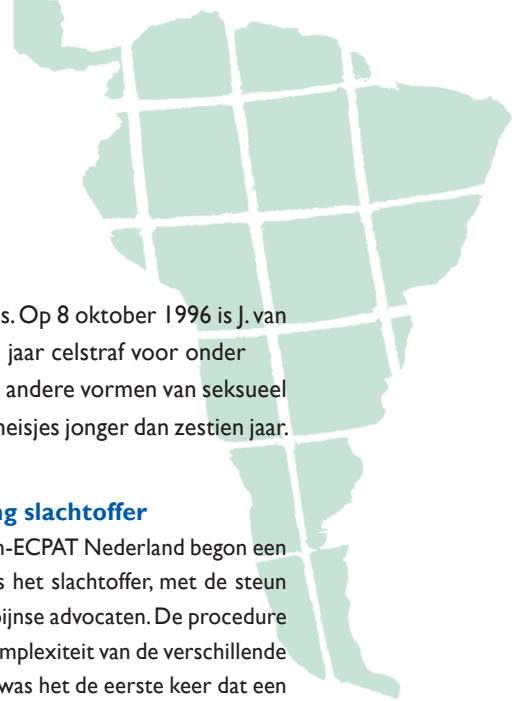 s. Op 8 oktober 1996 is J. van
jaar celstraf voor onder
andere vormen van seksueel
neisjes jonger dan zestien jaar.
ng slachtoffer
n-ECPAT Nederland begon een
s het slachtoffer, met de steun
pijnse advocaten. De procedure
mplexiteit van de verschillende
was het de eerste keer dat een